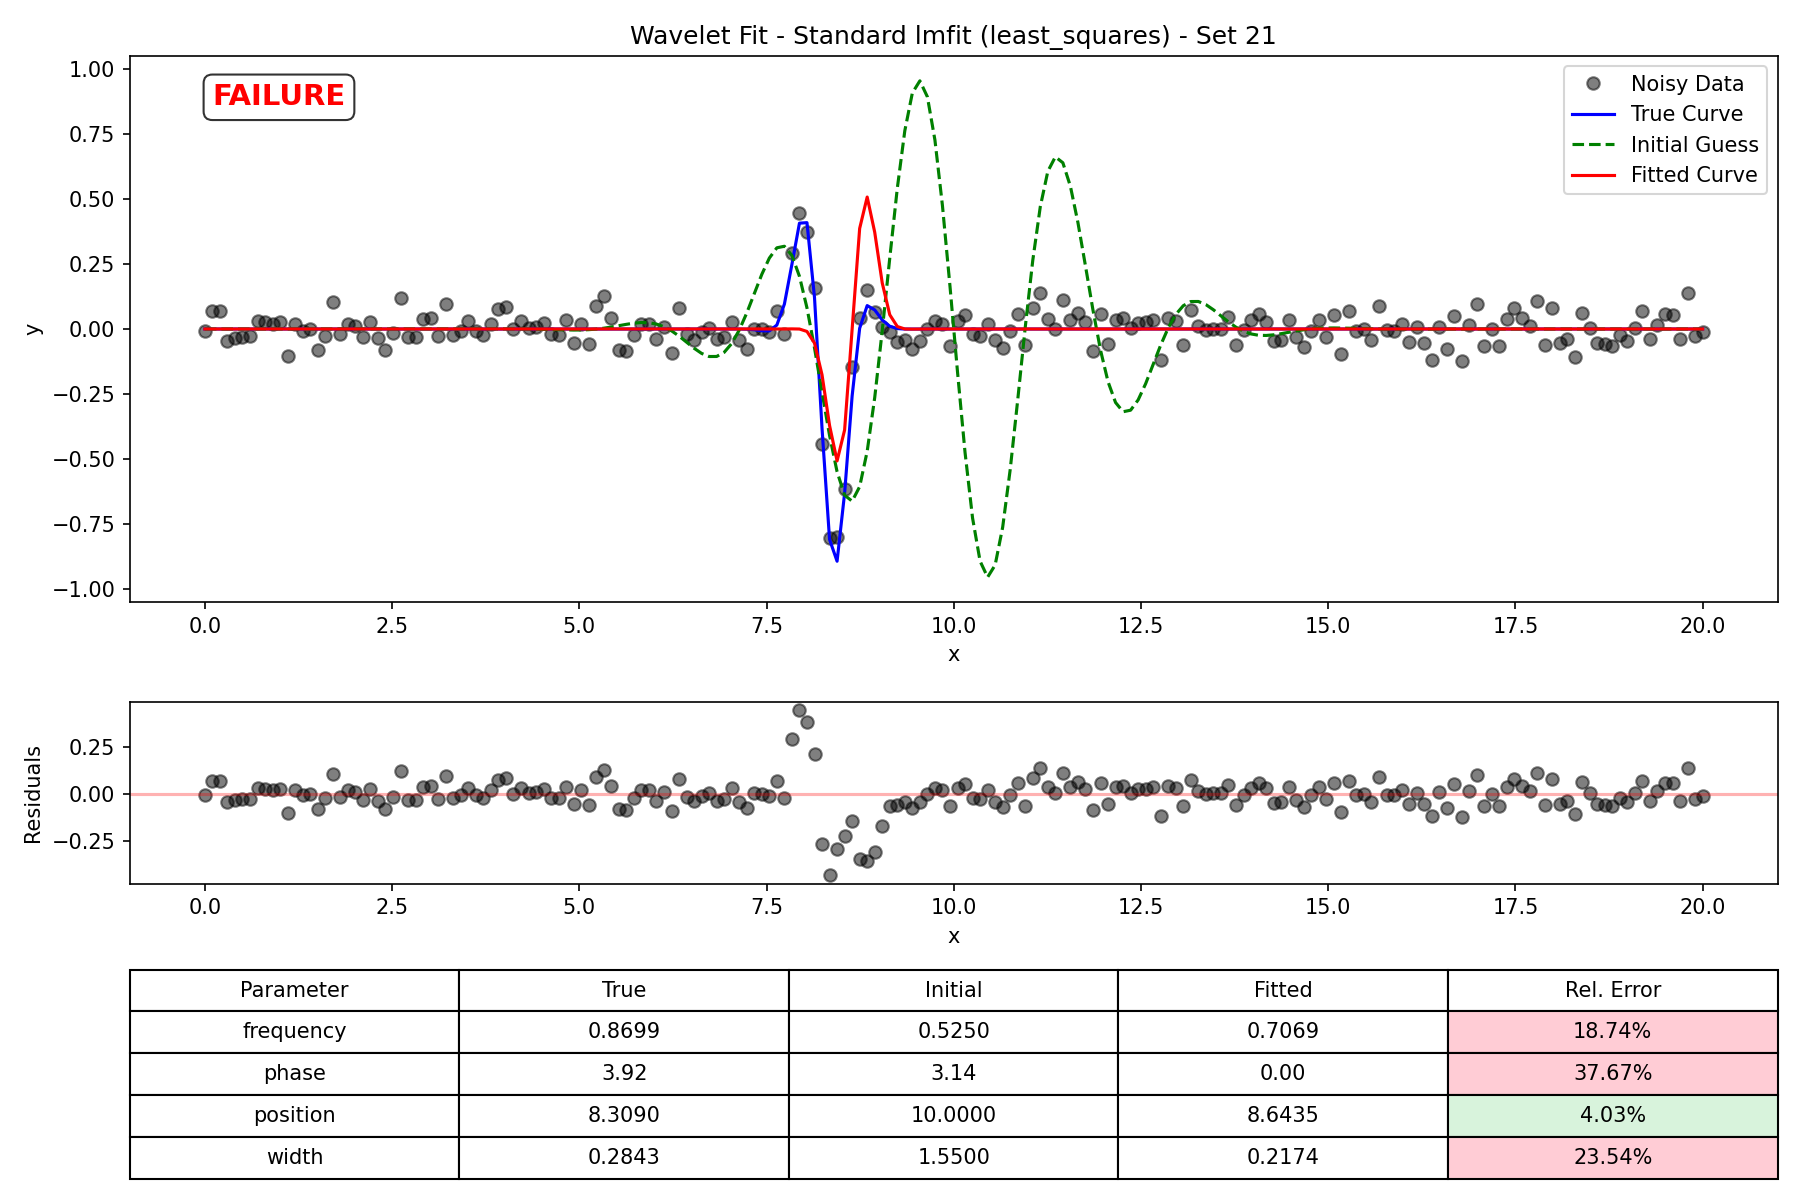 Wavelet Fit - Standard lmfit (least_squares) - Set 21
FAILURE
Noisy Data
True Curve
Initial Guess
Fitted Curve
1.00
0.75
0.50
0.25
0.00
−0.25
−0.50
−0.75
−1.00
y
0.0 2.5 5.0 7.5 10.0 12.5 15.0 17.5 20.0
x
0.25
0.00
−0.25
Residuals
0.0 2.5 5.0 7.5 10.0 12.5 15.0 17.5 20.0
x
Parameter True Initial Fitted Rel. Error
frequency 0.8699 0.5250 0.7069 18.74%
phase 3.92 3.14 0.00 37.67%
position 8.3090 10.0000 8.6435 4.03%
width 0.2843 1.5500 0.2174 23.54%